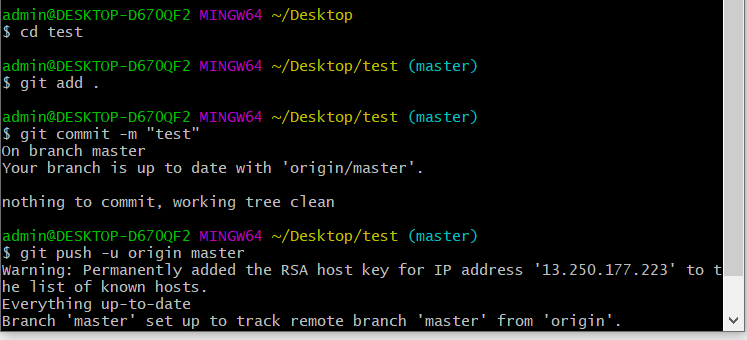 admin@DESKTOP-D67OQF2 MINGW64 ~/Desktop
$ cd test
admin@DESKTOP-D67OQF2 MINGW64 ~/Desktop/test (master)
$ git add .
admin@DESKTOP-D67OQF2 MINGW64 ~/Desktop/test (master)
$ git commit -m "test"
On branch master
Your branch is up to date with 'origin/master'.
nothing to commit, working tree clean
admin@DESKTOP-D67OQF2 MINGW64 ~/Desktop/test (master)
$ git push -u origin master
Warning: Permanently added the RSA host key for IP address '13.250.177.223' to t
he list of known hosts.
Everything up-to-date
Branch 'master' set up to track remote branch 'master' from 'origin'.